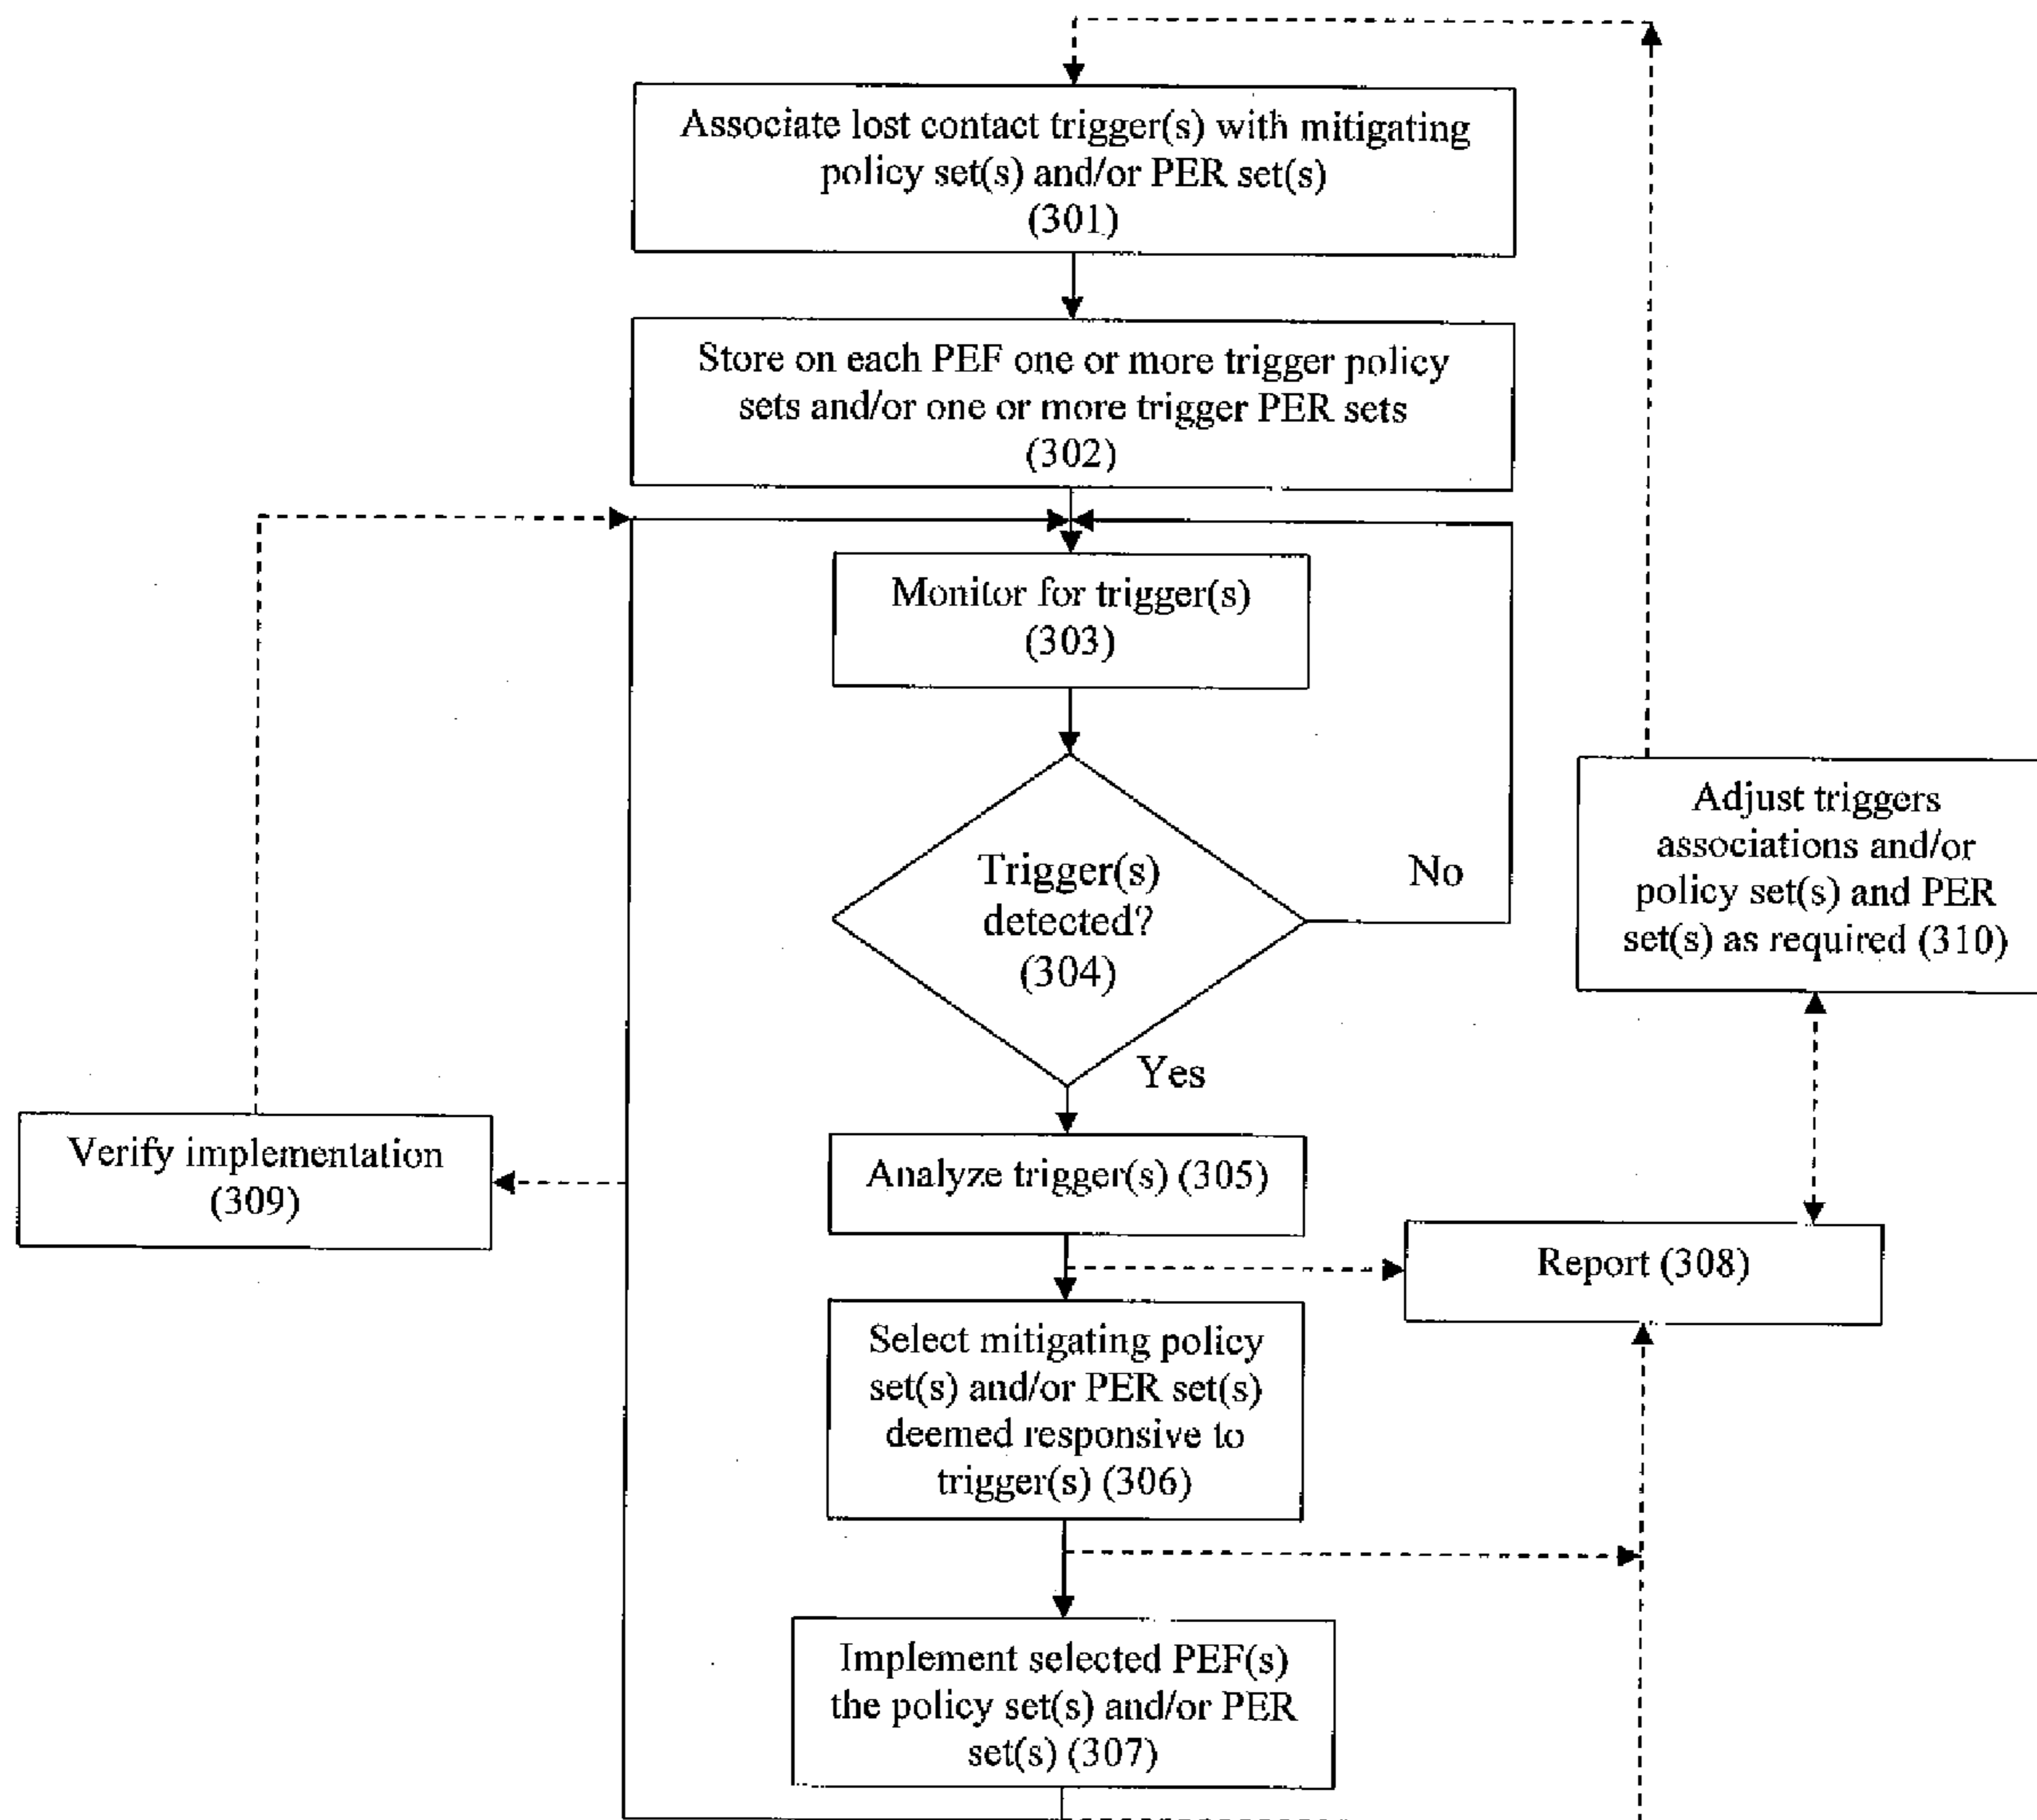 Associate lost contact trigger(s) with mitigating
policy set(s) and/or PER set(s)
(301)
Store on each PEF one or more trigger policy
sets and/or one or more trigger PER sets
(302)
Monitor for trigger(s)
(303)
Trigger(s)
detected?
(304)
No
Yes
Adjust triggers
associations and/or
policy set(s) and PER
set(s) as required (310)
Verify implementation
(309)
Analyze trigger(s) (305)
Report (308)
Select mitigating policy
set(s) and/or PER set(s)
deemed responsive to
trigger(s) (306)
Implement selected PEF(s)
the policy set(s) and/or PER
set(s) (307)